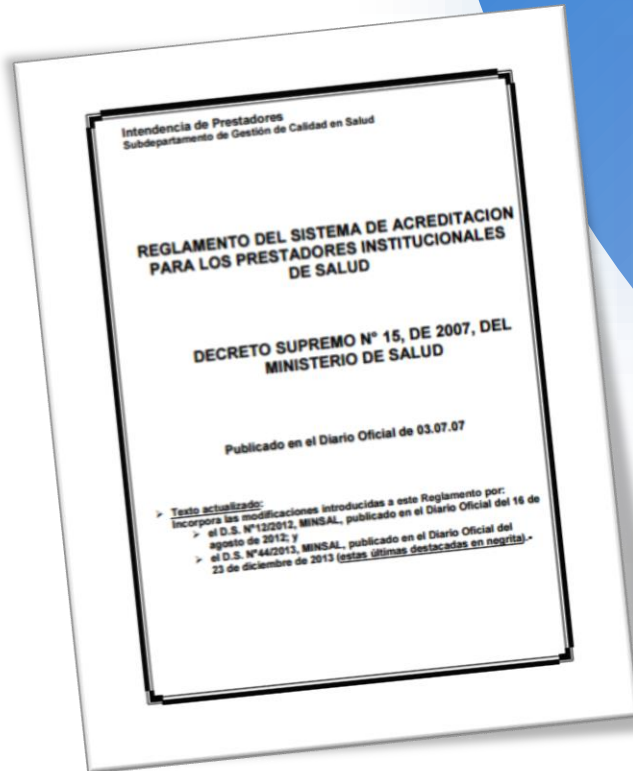 Intendencia de Prestadores
Subdepartamento de Gestión de Calidad en Salud
REGLAMENTO DEL SISTEMA DE ACREDITACION
PARA LOS PRESTADORES INSTITUCIONALES
DE SALUD
DECRETO SUPREMO N° 15, DE 2007, DEL
MINISTERIO DE SALUD
Publicado en el Diario Oficial de 03.07.07
➢ Texto actualizado:
Incorpora las modificaciones introducidas a este Reglamento por:
➢ el D.S. N°12/2012, MINSAL, publicado en el Diario Oficial del 16 de
agosto de 2012; y
➢ el D.S. N°44/2013, MINSAL, publicado en el Diario Oficial del
23 de diciembre de 2013 (estas últimas destacadas en negrita).-